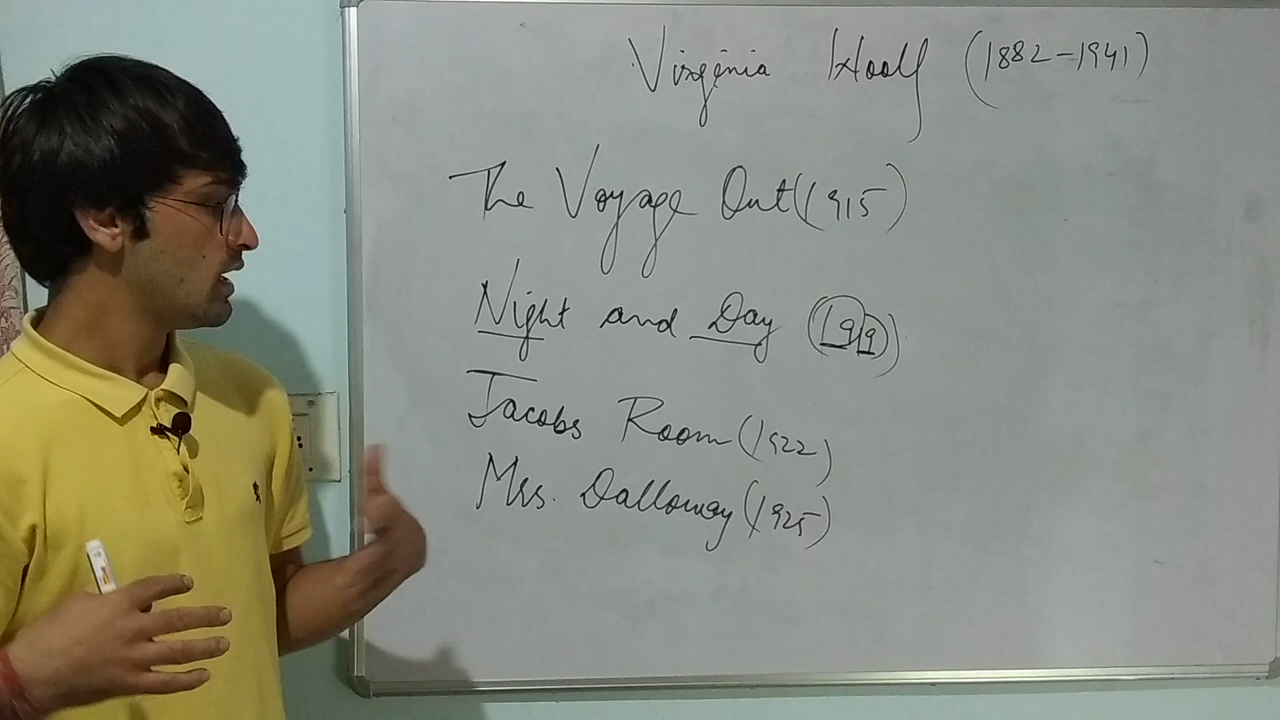 Virginia Woolf (1882-1941)
The Voyage Out (1915)
Night and Day (1919)
Jacobs Room (1922)
Mrs. Dalloway (1925)